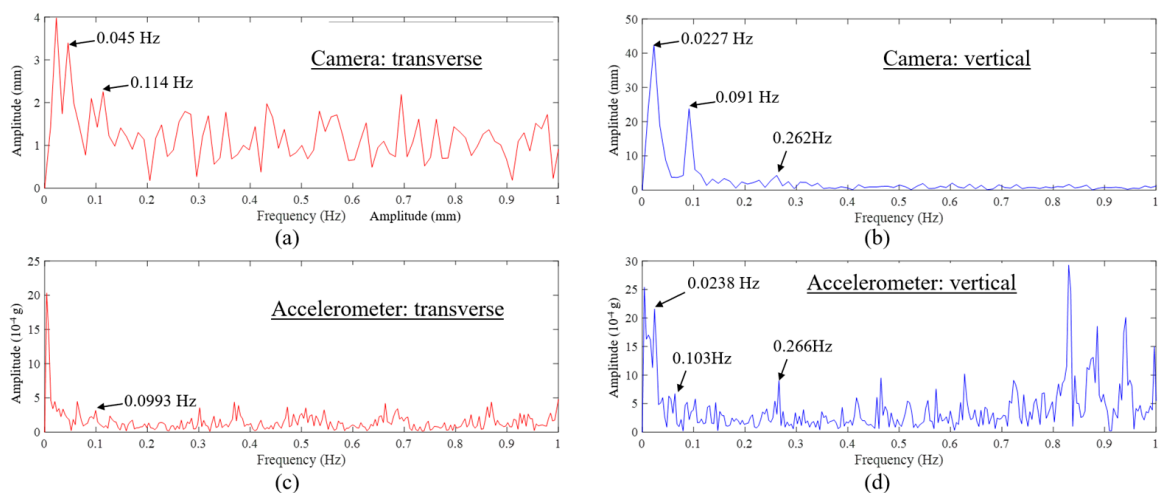 4
3
2
1
0
Amplitude (mm)
0.045 Hz
0.114 Hz
Camera: transverse
0 0.1 0.2 0.3 0.4 0.5 0.6 0.7 0.8 0.9 1
Frequency (Hz) Amplitude (mm)
(a)
50
40
30
20
10
0
Amplitude (mm)
0.0227 Hz
0.091 Hz
0.262Hz
Camera: vertical
0 0.1 0.2 0.3 0.4 0.5 0.6 0.7 0.8 0.9 1
Frequency (Hz)
(b)
25
20
15
10
5
0
Amplitude (10⁻⁴ g)
Accelerometer: transverse
0.0993 Hz
0 0.1 0.2 0.3 0.4 0.5 0.6 0.7 0.8 0.9 1
Frequency (Hz)
(c)
30
25
20
15
10
5
0
Amplitude (10⁻⁴ g)
Accelerometer: vertical
0.0238 Hz
0.103Hz
0.266Hz
0 0.1 0.2 0.3 0.4 0.5 0.6 0.7 0.8 0.9 1
Frequency (Hz)
(d)